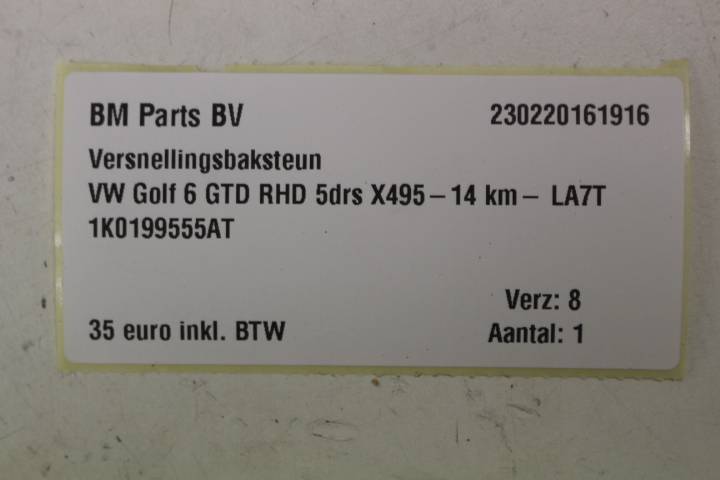 BM Parts BV 230220161916
Versnellingsbaksteun
VW Golf 6 GTD RHD 5drs X495 – 14 km – LA7T
1K0199555AT
Verz: 8
35 euro inkl. BTW Aantal: 1